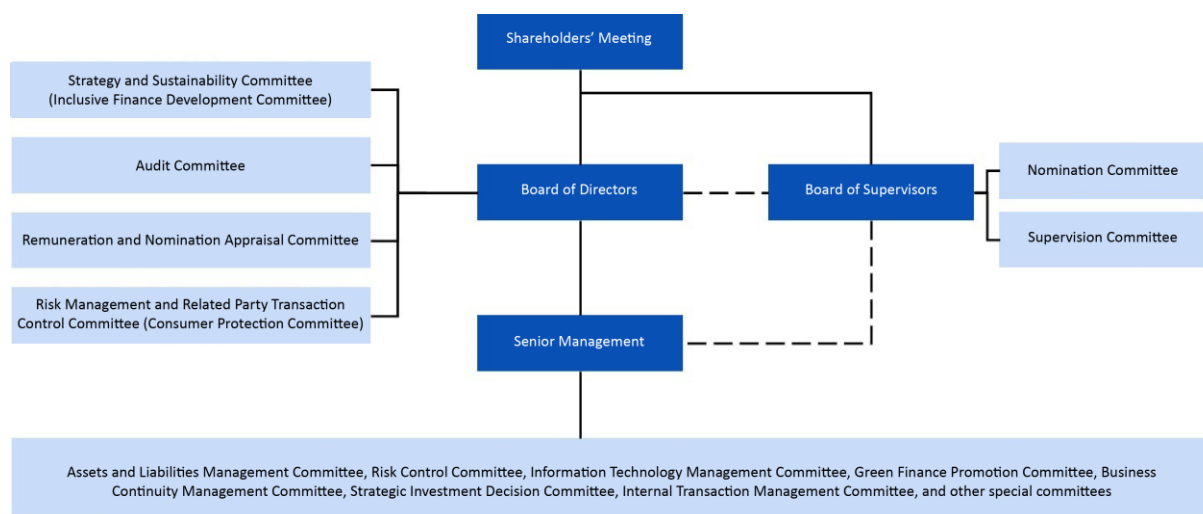 Shareholders’ Meeting
Strategy and Sustainability Committee
(Inclusive Finance Development Committee)
Audit Committee
Remuneration and Nomination Appraisal Committee
Risk Management and Related Party Transaction
Control Committee (Consumer Protection Committee)
Board of Directors
Board of Supervisors
Nomination Committee
Supervision Committee
Senior Management
Assets and Liabilities Management Committee, Risk Control Committee, Information Technology Management Committee, Green Finance Promotion Committee, Business
Continuity Management Committee, Strategic Investment Decision Committee, Internal Transaction Management Committee, and other special committees